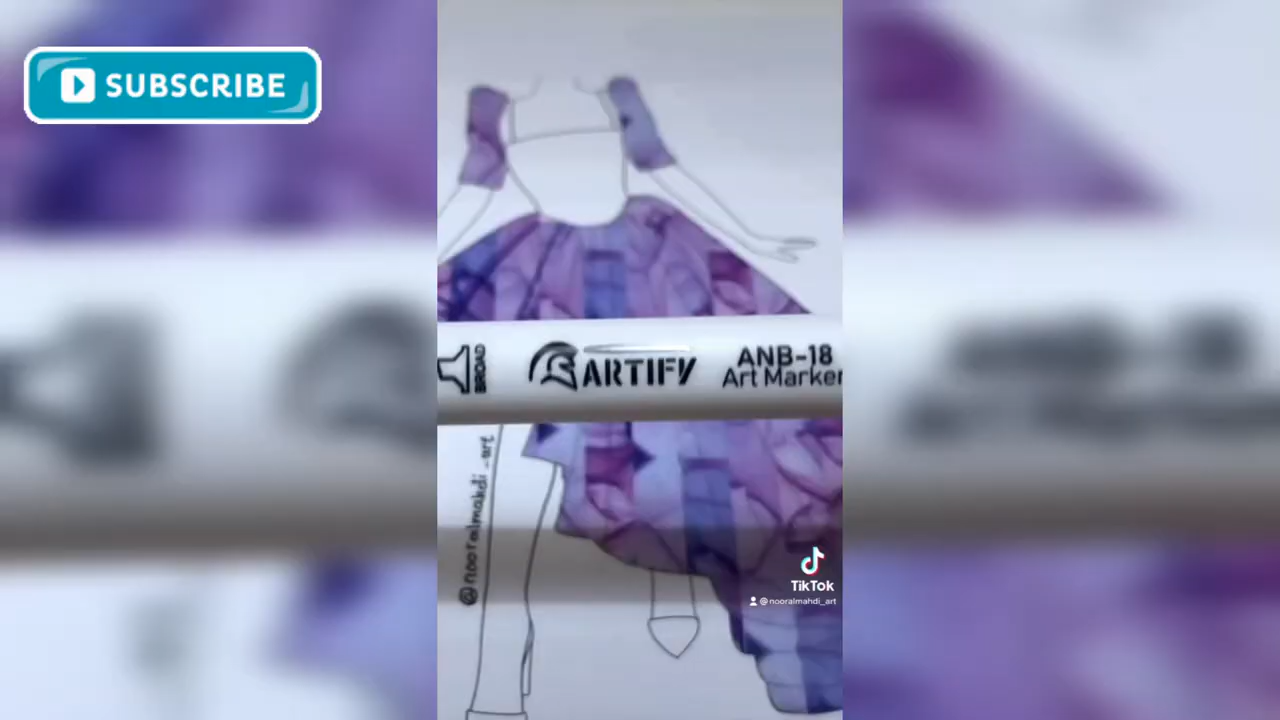 SUBSCRIBE
BROAD
ARTIFY
ANB-18
Art Marker
@nooralmahdi_art
TikTok
@nooralmahdi_art